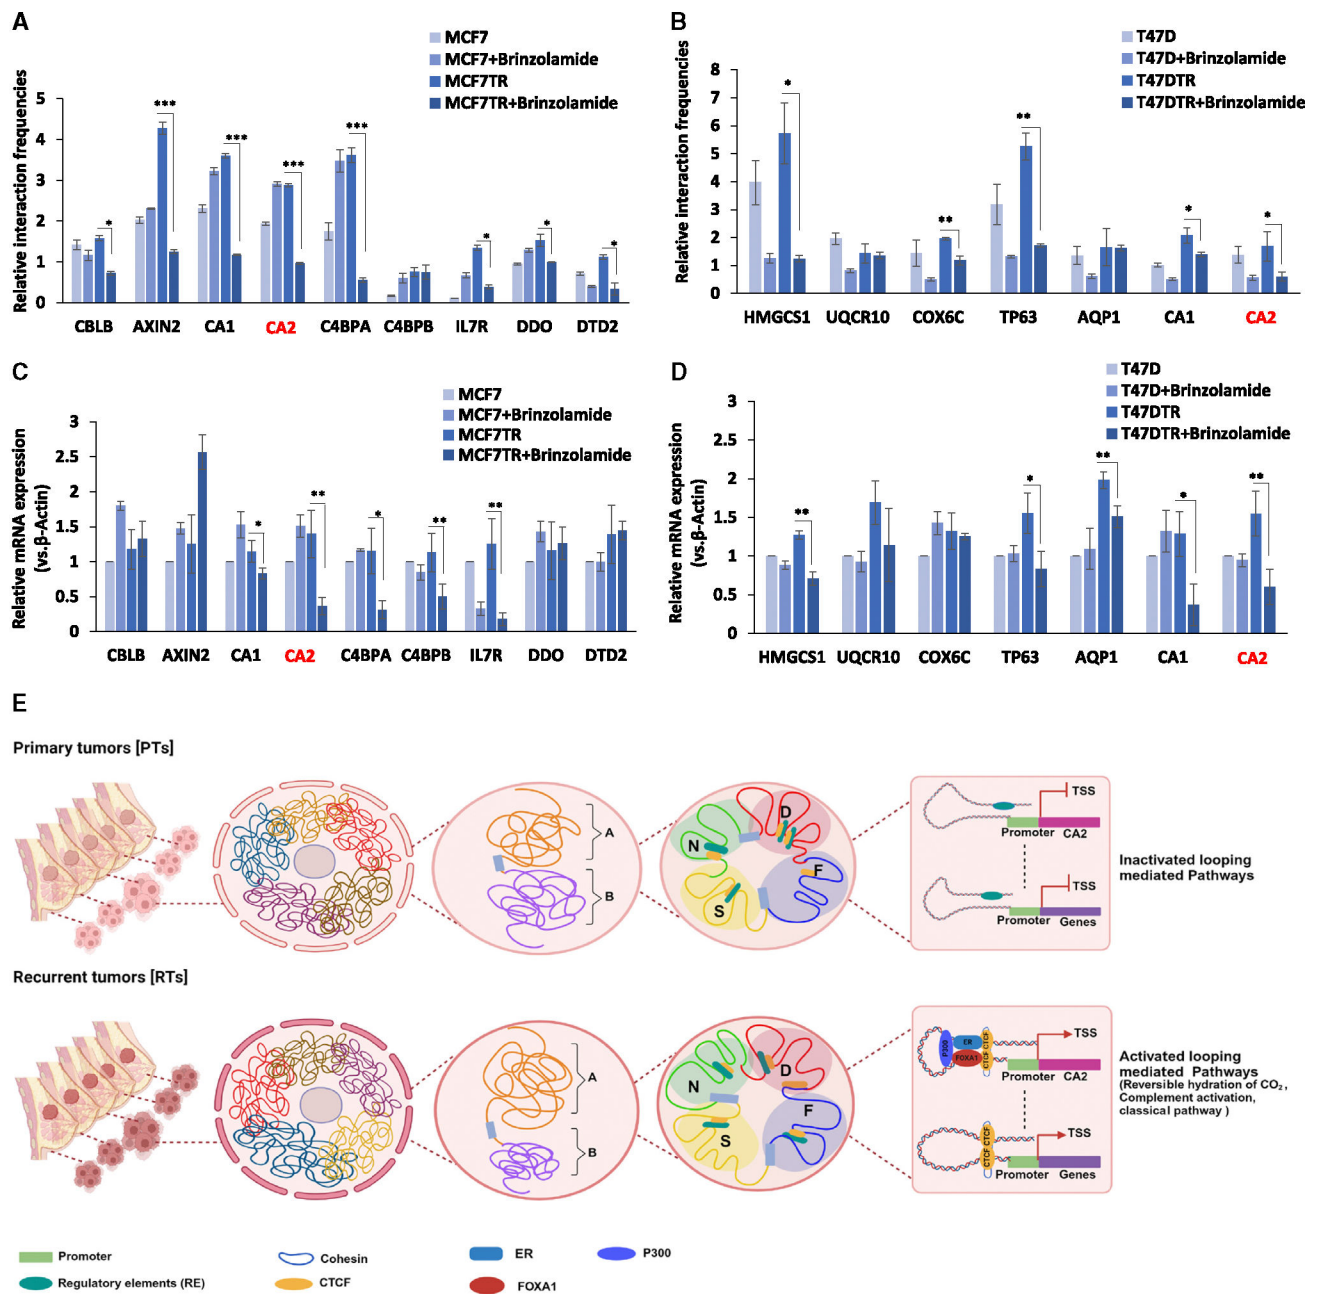 A
MCF7
MCF7+Brinzolamide
MCF7TR
MCF7TR+Brinzolamide
Relative interaction frequencies
5
4
3
2
1
0
*
***
***
***
***
*
*
*
CBLB AXIN2 CA1 CA2 C4BPA C4BPB IL7R DDO DTD2
B
T47D
T47D+Brinzolamide
T47DTR
T47DTR+Brinzolamide
Relative interaction frequencies
8
7
6
5
4
3
2
1
0
*
**
**
*
*
HMGCS1 UQCR10 COX6C TP63 AQP1 CA1 CA2
C
MCF7
MCF7+Brinzolamide
MCF7TR
MCF7TR+Brinzolamide
Relative mRNA expression
(vs.β-Actin)
3
2.5
2
1.5
1
0.5
0
*
**
*
**
**
CBLB AXIN2 CA1 CA2 C4BPA C4BPB IL7R DDO DTD2
D
T47D
T47D+Brinzolamide
T47DTR
T47DTR+Brinzolamide
Relative mRNA expression
(vs.β-Actin)
3
2.5
2
1.5
1
0.5
0
**
*
**
*
**
HMGCS1 UQCR10 COX6C TP63 AQP1 CA1 CA2
E
Primary tumors [PTs]
A
B
N
D
S
F
TSS
Promoter CA2
TSS
Promoter Genes
Inactivated looping
mediated Pathways
Recurrent tumors [RTs]
A
B
N
D
S
F
P300
ER
FOXA1
CTCF CTCF
TSS
Promoter CA2
CTCF CTCF
TSS
Promoter Genes
Activated looping
mediated Pathways
(Reversible hydration of CO₂,
Complement activation,
classical pathway )
Promoter
Cohesin
ER
P300
Regulatory elements (RE)
CTCF
FOXA1